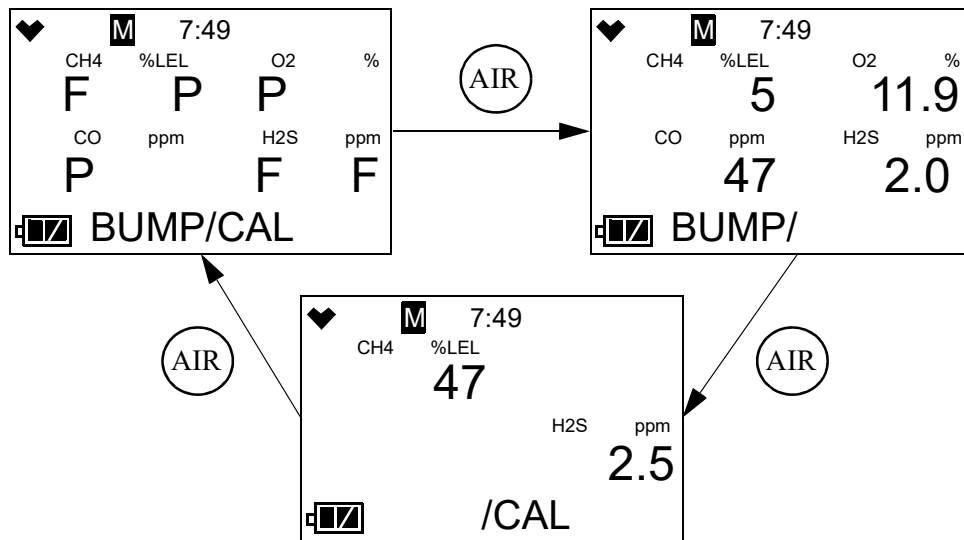 M 7:49
CH4 %LEL O2 %
F P P
CO ppm H2S ppm
P F F
BUMP/CAL
AIR
M 7:49
CH4 %LEL O2 %
5 11.9
CO ppm H2S ppm
47 2.0
BUMP/
AIR
AIR
M 7:49
CH4 %LEL
47
H2S ppm
2.5
/CAL